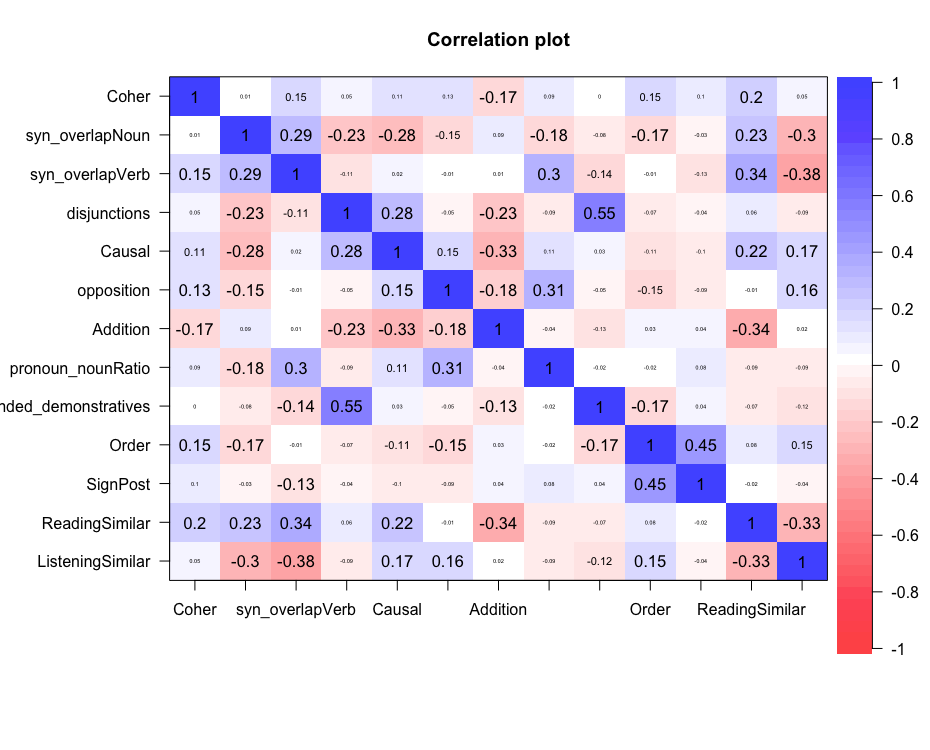 Correlation plot
Coher 1 0.01 0.15 0.05 0.11 0.13 -0.17 0.09 0 0.15 0.1 0.2 0.05
syn_overlapNoun 0.01 1 0.29 -0.23 -0.28 -0.15 0.09 -0.18 -0.08 -0.17 -0.03 0.23 -0.3
syn_overlapVerb 0.15 0.29 1 -0.11 0.02 -0.01 0.01 0.3 -0.14 -0.01 -0.13 0.34 -0.38
disjunctions 0.05 -0.23 -0.11 1 0.28 -0.05 -0.23 -0.09 0.55 -0.07 -0.04 0.06 -0.09
Causal 0.11 -0.28 0.02 0.28 1 0.15 -0.33 0.11 0.03 -0.11 -0.1 0.22 0.17
opposition 0.13 -0.15 -0.01 -0.05 0.15 1 -0.18 0.31 -0.05 -0.15 -0.09 -0.01 0.16
Addition -0.17 0.09 0.01 -0.23 -0.33 -0.18 1 -0.04 -0.13 0.03 0.04 -0.34 0.02
pronoun_nounRatio 0.09 -0.18 0.3 -0.09 0.11 0.31 -0.04 1 -0.02 -0.02 0.08 -0.09 -0.09
nded_demonstratives 0 -0.08 -0.14 0.55 0.03 -0.05 -0.13 -0.02 1 -0.17 0.04 -0.07 -0.12
Order 0.15 -0.17 -0.01 -0.07 -0.11 -0.15 0.03 -0.02 -0.17 1 0.45 0.08 0.15
SignPost 0.1 -0.03 -0.13 -0.04 -0.1 -0.09 0.04 0.08 0.04 0.45 1 -0.02 -0.04
ReadingSimilar 0.2 0.23 0.34 0.06 0.22 -0.01 -0.34 -0.09 -0.07 0.08 -0.02 1 -0.33
ListeningSimilar 0.05 -0.3 -0.38 -0.09 0.17 0.16 0.02 -0.09 -0.12 0.15 -0.04 -0.33 1
Coher syn_overlapVerb Causal Addition Order ReadingSimilar
1
0.8
0.6
0.4
0.2
0
-0.2
-0.4
-0.6
-0.8
-1